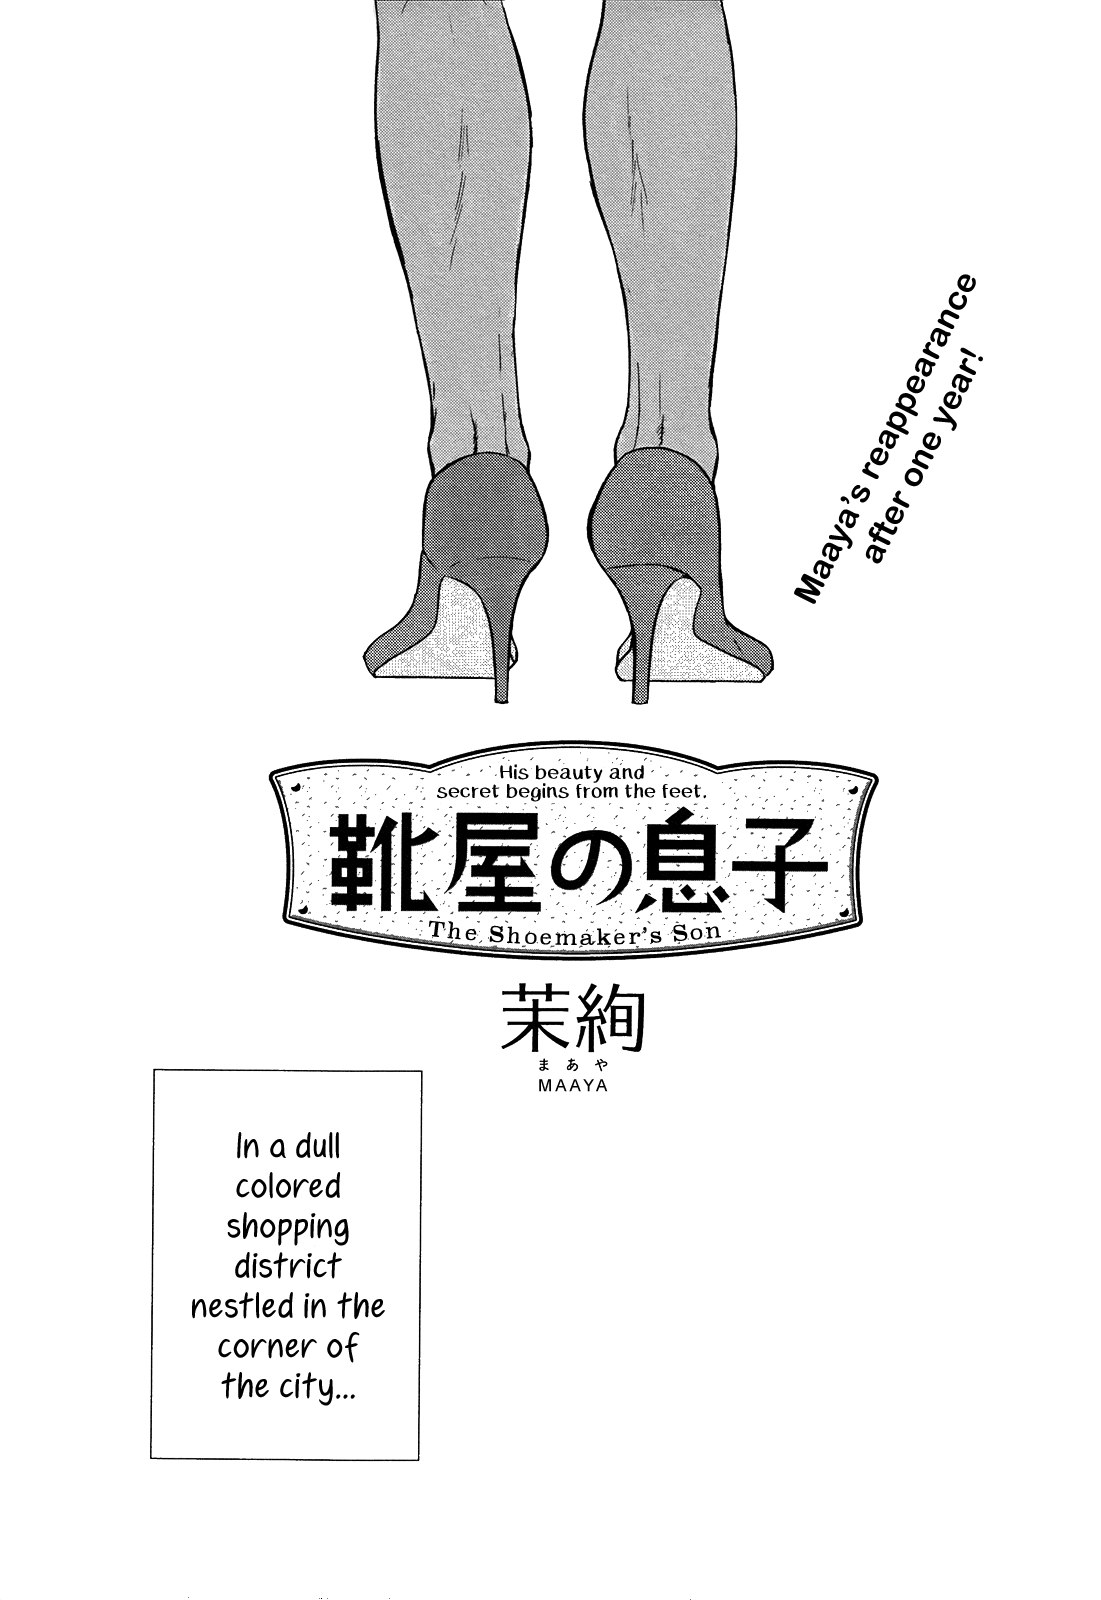 Maaya's reappearance
after one year!
His beauty and
secret begins from the feet.
靴屋の息子
The Shoemaker's Son
茉絢
まあや
MAAYA
In a dull
colored
shopping
district
nestled in the
corner of
the city...